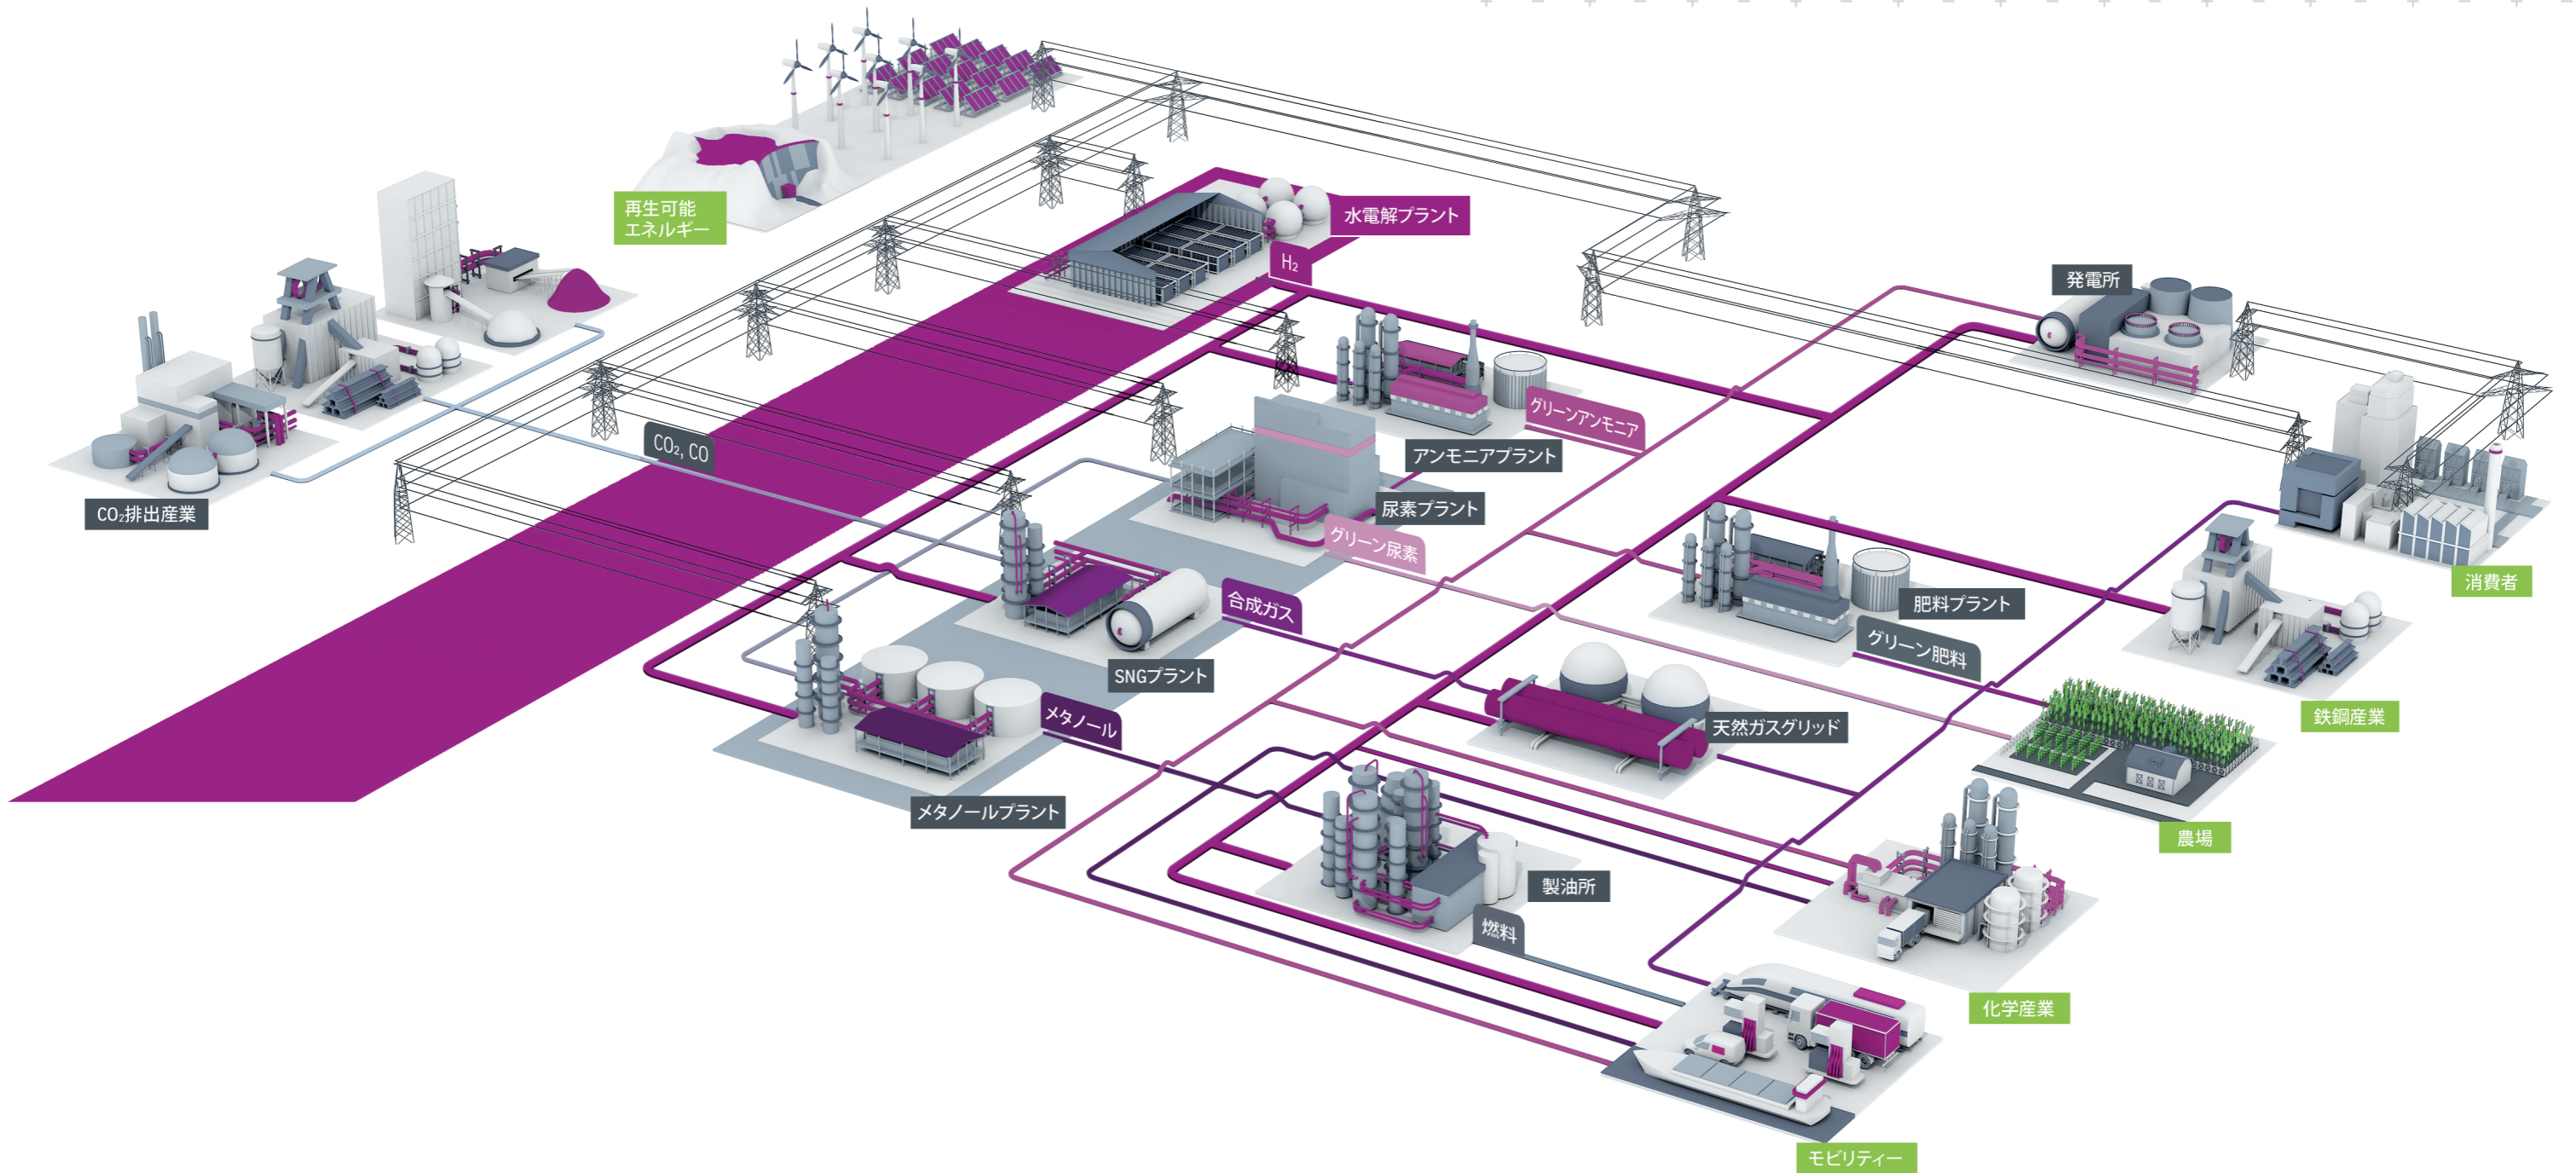 再生可能
エネルギー
水電解プラント
H₂
発電所
グリーンアンモニア
CO₂, CO
アンモニアプラント
CO₂排出産業
尿素プラント
グリーン尿素
消費者
合成ガス
肥料プラント
グリーン肥料
SNGプラント
鉄鋼産業
メタノール
天然ガスグリッド
メタノールプラント
農場
製油所
燃料
化学産業
モビリティー